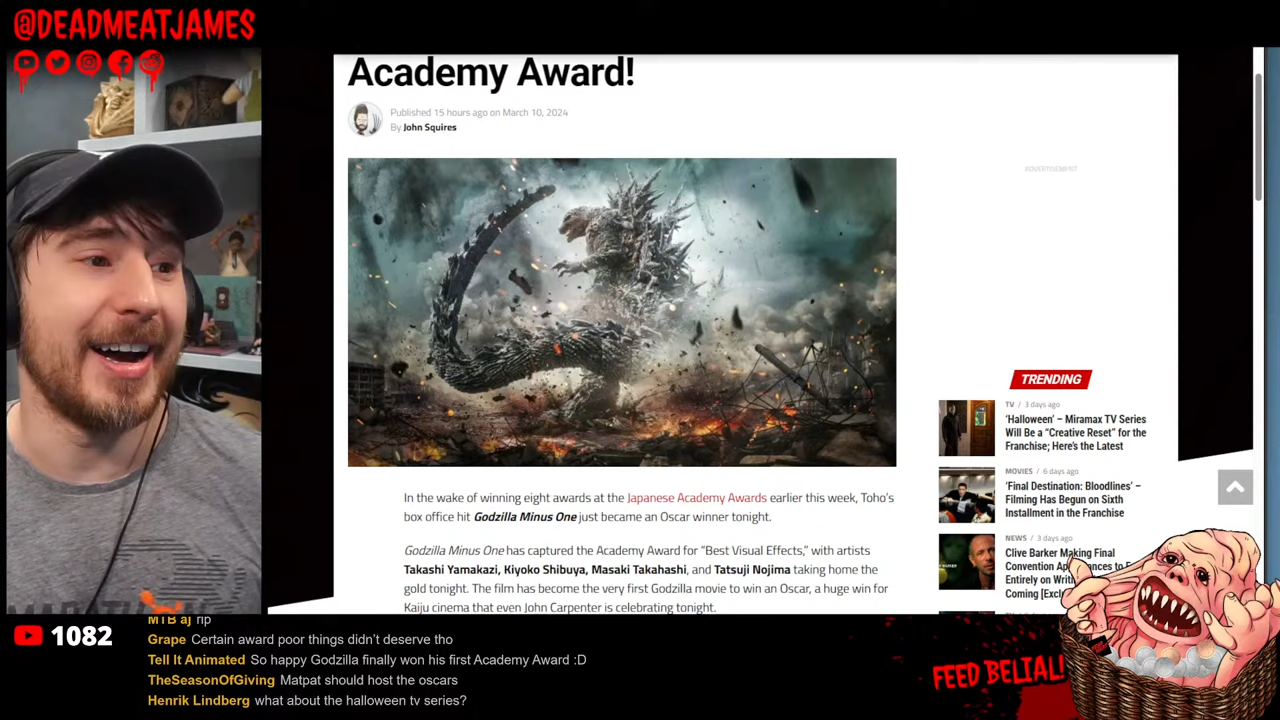 @DEADMEATJAMES
Academy Award!
Published 15 hours ago on March 10, 2024
By John Squires
ADVERTISEMENT
In the wake of winning eight awards at the Japanese Academy Awards earlier this week, Toho's
box office hit Godzilla Minus One just became an Oscar winner tonight.
Godzilla Minus One has captured the Academy Award for "Best Visual Effects," with artists
Takashi Yamazaki, Kiyoko Shibuya, Masaki Takahashi, and Tatsuji Nojima taking home the
gold tonight. The film has become the very first Godzilla movie to win an Oscar, a huge win for
Kaiju cinema that even John Carpenter is celebrating tonight.
TRENDING
TV / 3 days ago
'Halloween' – Miramax TV Series
Will Be a "Creative Reset" for the
Franchise; Here's the Latest
MOVIES / 6 days ago
'Final Destination: Bloodlines' –
Filming Has Begun on Sixth
Installment in the Franchise
NEWS / 3 days ago
Clive Barker Making Final
Convention
Entirely on
Coming
1082
MTB aj rip
Grape Certain award poor things didn't deserve tho
Tell It Animated So happy Godzilla finally won his first Academy Award :D
TheSeasonOfGiving Matpat should host the oscars
Henrik Lindberg what about the halloween tv series?
FEED BELIAL!